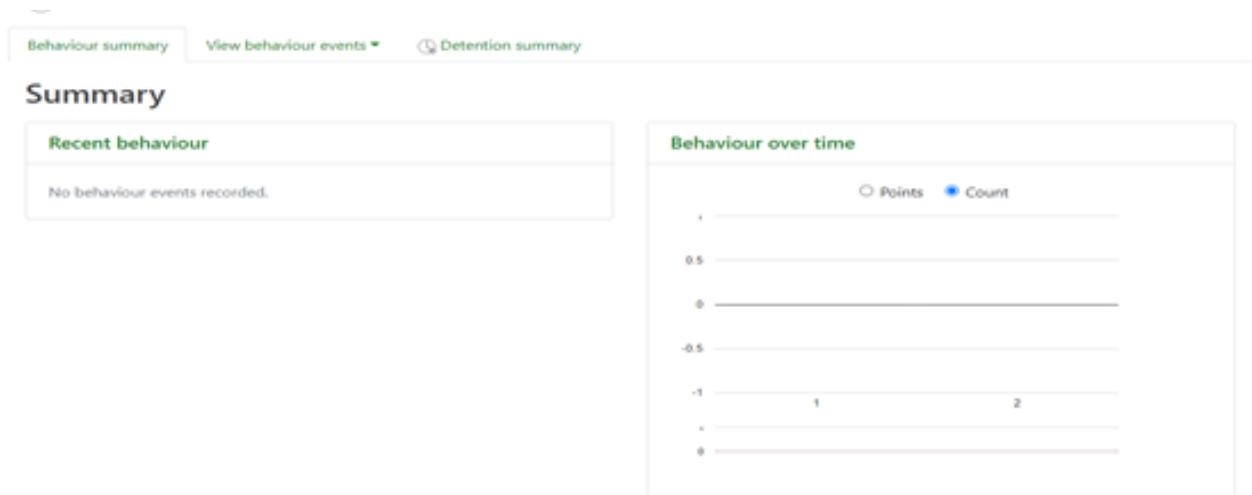 Behaviour summary
View behaviour events
Detention summary
Summary
Recent behaviour
No behaviour events recorded.
Behaviour over time
Points
Count
1
0.5
0
-0.5
-1
1 2
0